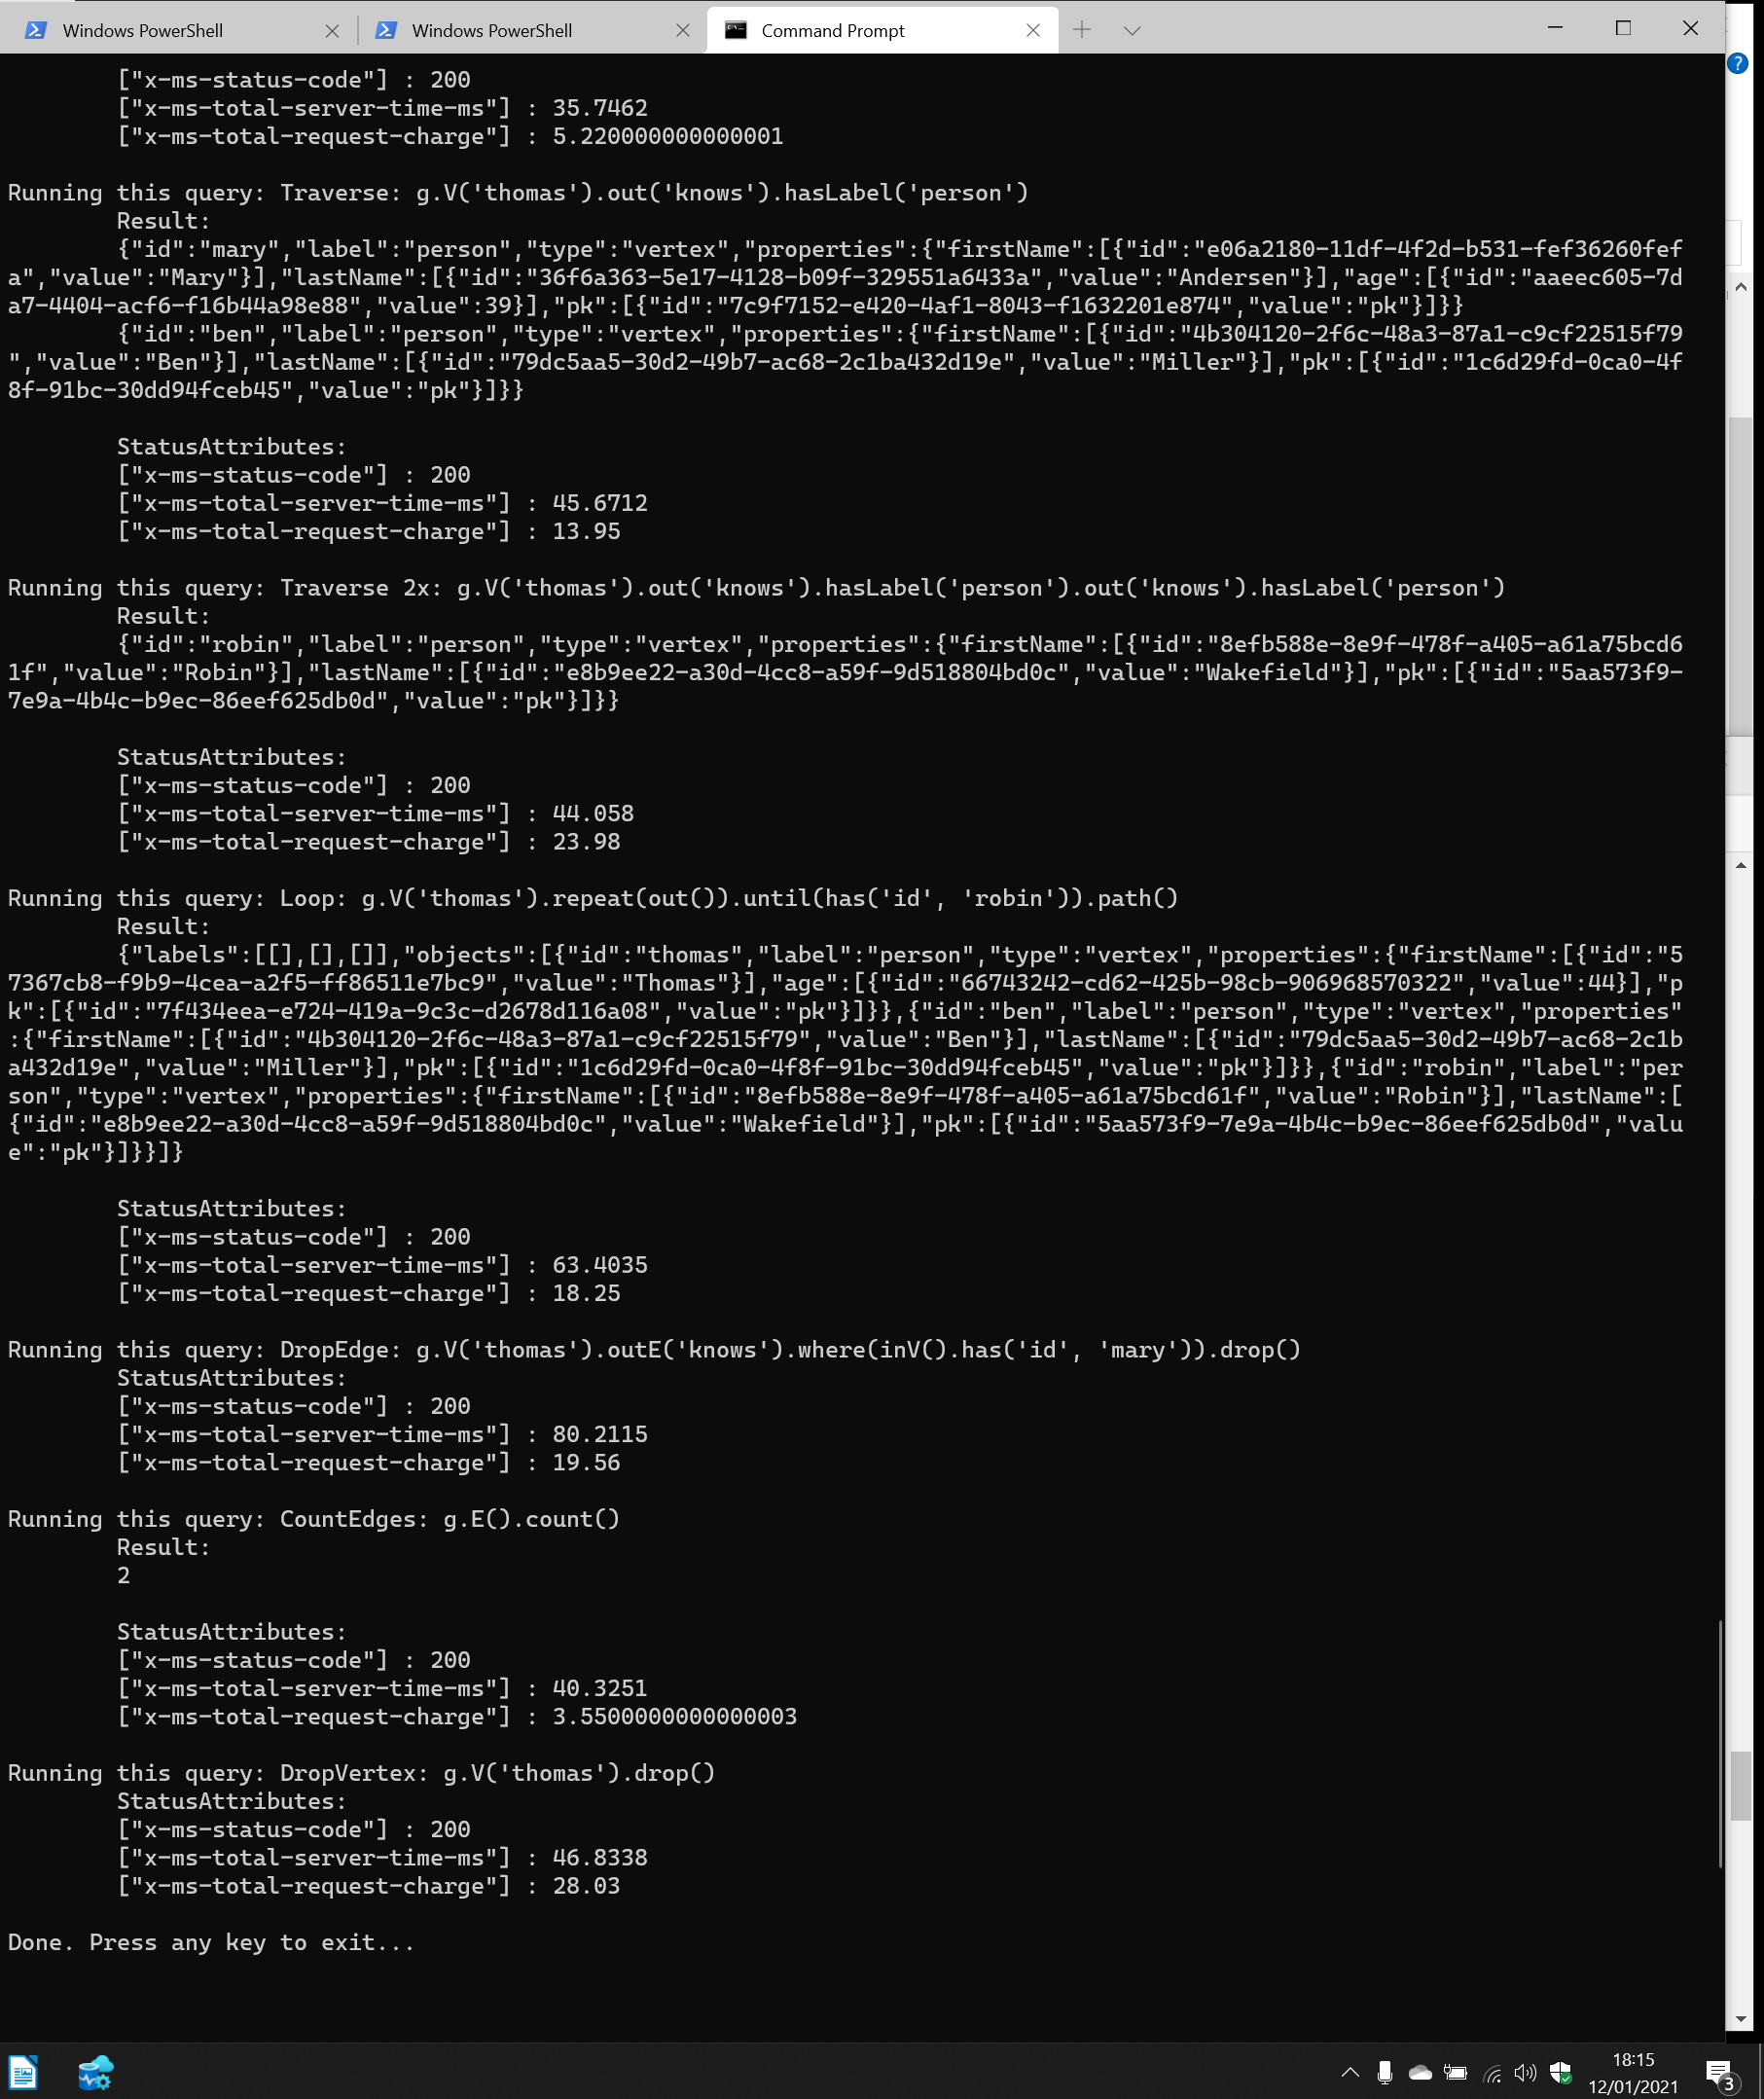 Windows PowerShell
Windows PowerShell
Command Prompt
["x-ms-status-code"] : 200
["x-ms-total-server-time-ms"] : 35.7462
["x-ms-total-request-charge"] : 5.220000000000001
Running this query: Traverse: g.V('thomas').out('knows').hasLabel('person')
Result:
{"id":"mary","label":"person","type":"vertex","properties":{"firstName":[{"id":"e06a2180-11df-4f2d-b531-fef36260fef
a","value":"Mary"}],"lastName":[{"id":"36f6a363-5e17-4128-b09f-329551a6433a","value":"Andersen"}],"age":[{"id":"aaeec605-7d
a7-4404-acf6-f16b44a98e88","value":39}],"pk":[{"id":"7c9f7152-e420-4af1-8043-f1632201e874","value":"pk"}]}}
{"id":"ben","label":"person","type":"vertex","properties":{"firstName":[{"id":"4b304120-2f6c-48a3-87a1-c9cf22515f79
","value":"Ben"}],"lastName":[{"id":"79dc5aa5-30d2-49b7-ac68-2c1ba432d19e","value":"Miller"}],"pk":[{"id":"1c6d29fd-0ca0-4f
8f-91bc-30dd94fceb45","value":"pk"}]}}
StatusAttributes:
["x-ms-status-code"] : 200
["x-ms-total-server-time-ms"] : 45.6712
["x-ms-total-request-charge"] : 13.95
Running this query: Traverse 2x: g.V('thomas').out('knows').hasLabel('person').out('knows').hasLabel('person')
Result:
{"id":"robin","label":"person","type":"vertex","properties":{"firstName":[{"id":"8efb588e-8e9f-478f-a405-a61a75bcd6
1f","value":"Robin"}],"lastName":[{"id":"e8b9ee22-a30d-4cc8-a59f-9d518804bd0c","value":"Wakefield"}],"pk":[{"id":"5aa573f9-
7e9a-4b4c-b9ec-86eef625db0d","value":"pk"}]}}
StatusAttributes:
["x-ms-status-code"] : 200
["x-ms-total-server-time-ms"] : 44.058
["x-ms-total-request-charge"] : 23.98
Running this query: Loop: g.V('thomas').repeat(out()).until(has('id', 'robin')).path()
Result:
{"labels":[[],[],[]],"objects":[{"id":"thomas","label":"person","type":"vertex","properties":{"firstName":[{"id":"5
7367cb8-f9b9-4cea-a2f5-ff86511e7bc9","value":"Thomas"}],"age":[{"id":"66743242-cd62-425b-98cb-906968570322","value":44}],"p
k":[{"id":"7f434eea-e724-419a-9c3c-d2678d116a08","value":"pk"}]}},{"id":"ben","label":"person","type":"vertex","properties"
:{"firstName":[{"id":"4b304120-2f6c-48a3-87a1-c9cf22515f79","value":"Ben"}],"lastName":[{"id":"79dc5aa5-30d2-49b7-ac68-2c1b
a432d19e","value":"Miller"}],"pk":[{"id":"1c6d29fd-0ca0-4f8f-91bc-30dd94fceb45","value":"pk"}]}},{"id":"robin","label":"per
son","type":"vertex","properties":{"firstName":[{"id":"8efb588e-8e9f-478f-a405-a61a75bcd61f","value":"Robin"}],"lastName":[
{"id":"e8b9ee22-a30d-4cc8-a59f-9d518804bd0c","value":"Wakefield"}],"pk":[{"id":"5aa573f9-7e9a-4b4c-b9ec-86eef625db0d","valu
e":"pk"}]}}]}
StatusAttributes:
["x-ms-status-code"] : 200
["x-ms-total-server-time-ms"] : 63.4035
["x-ms-total-request-charge"] : 18.25
Running this query: DropEdge: g.V('thomas').outE('knows').where(inV().has('id', 'mary')).drop()
StatusAttributes:
["x-ms-status-code"] : 200
["x-ms-total-server-time-ms"] : 80.2115
["x-ms-total-request-charge"] : 19.56
Running this query: CountEdges: g.E().count()
Result:
2
StatusAttributes:
["x-ms-status-code"] : 200
["x-ms-total-server-time-ms"] : 40.3251
["x-ms-total-request-charge"] : 3.5500000000000003
Running this query: DropVertex: g.V('thomas').drop()
StatusAttributes:
["x-ms-status-code"] : 200
["x-ms-total-server-time-ms"] : 46.8338
["x-ms-total-request-charge"] : 28.03
Done. Press any key to exit...
18:15
12/01/2021
3